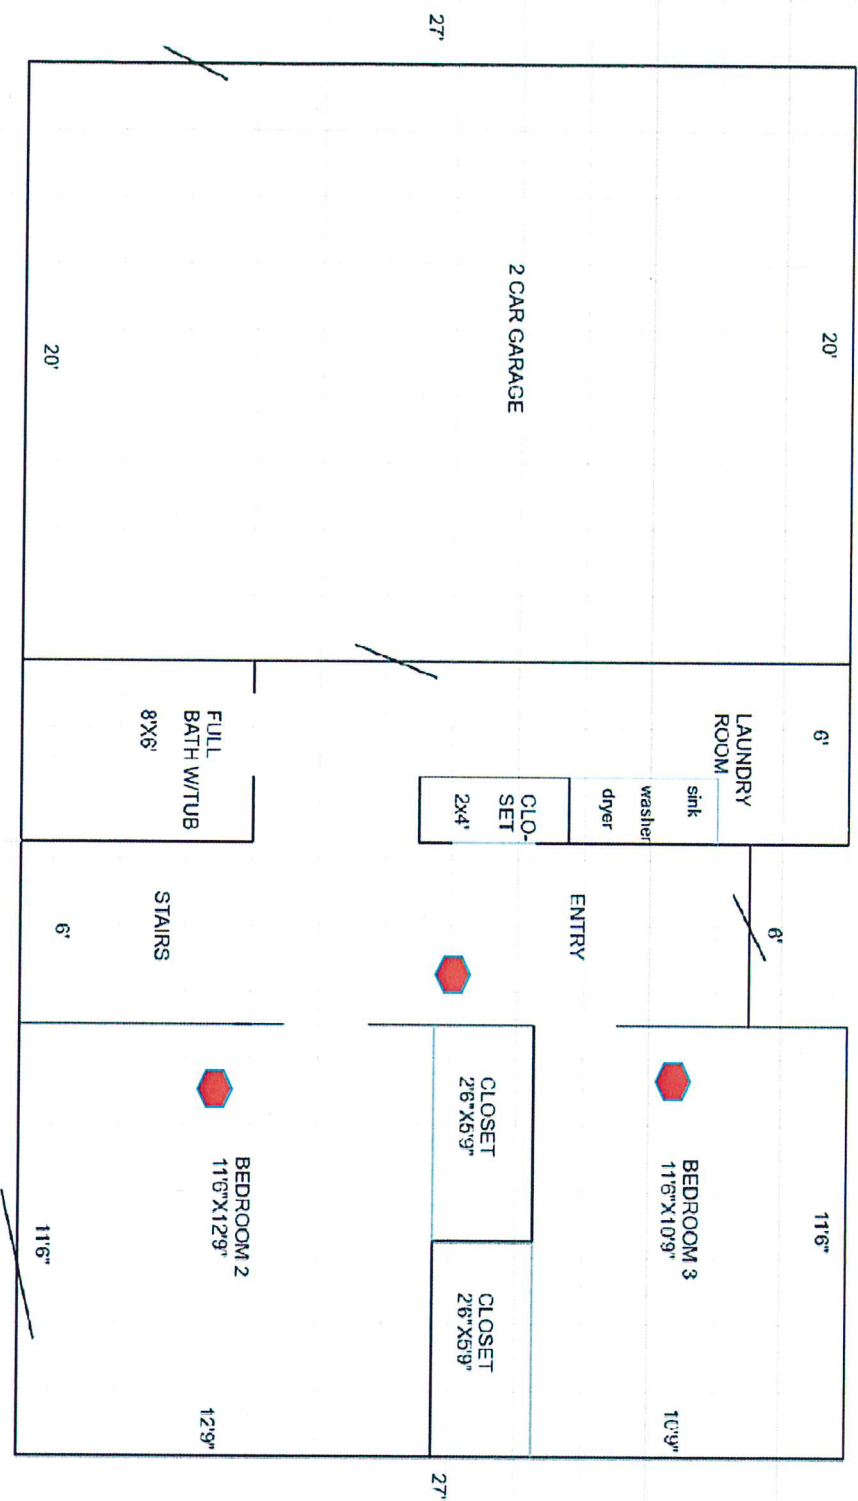 20'
6'
6'
11'6"
LAUNDRY
ROOM
sink
washer
dryer
BEDROOM 3
11'6"X10'9"
10'9"
ENTRY
27'
2 CAR GARAGE
CLO-
SET
2x4'
CLOSET
2'6"X5'9"
CLOSET
2'6"X5'9"
27'
FULL
BATH W/TUB
8'X6'
STAIRS
BEDROOM 2
11'6"X12'9"
12'9"
20'
6'
11'6"